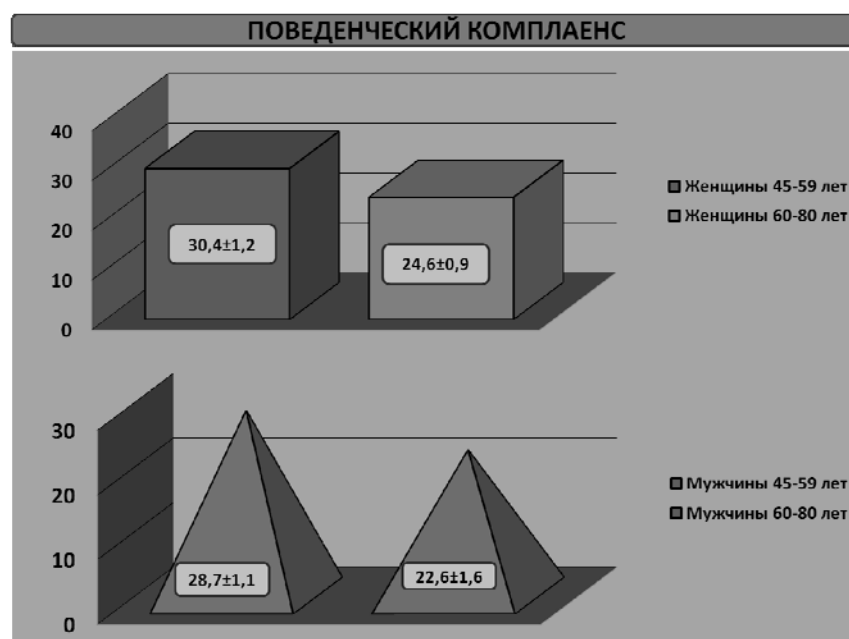 ПОВЕДЕНЧЕСКИЙ КОМПЛАЕНС
40
30
20
10
0
30,4±1,2
24,6±0,9
Женщины 45-59 лет
Женщины 60-80 лет
30
20
10
0
28,7±1,1
22,6±1,6
Мужчины 45-59 лет
Мужчины 60-80 лет